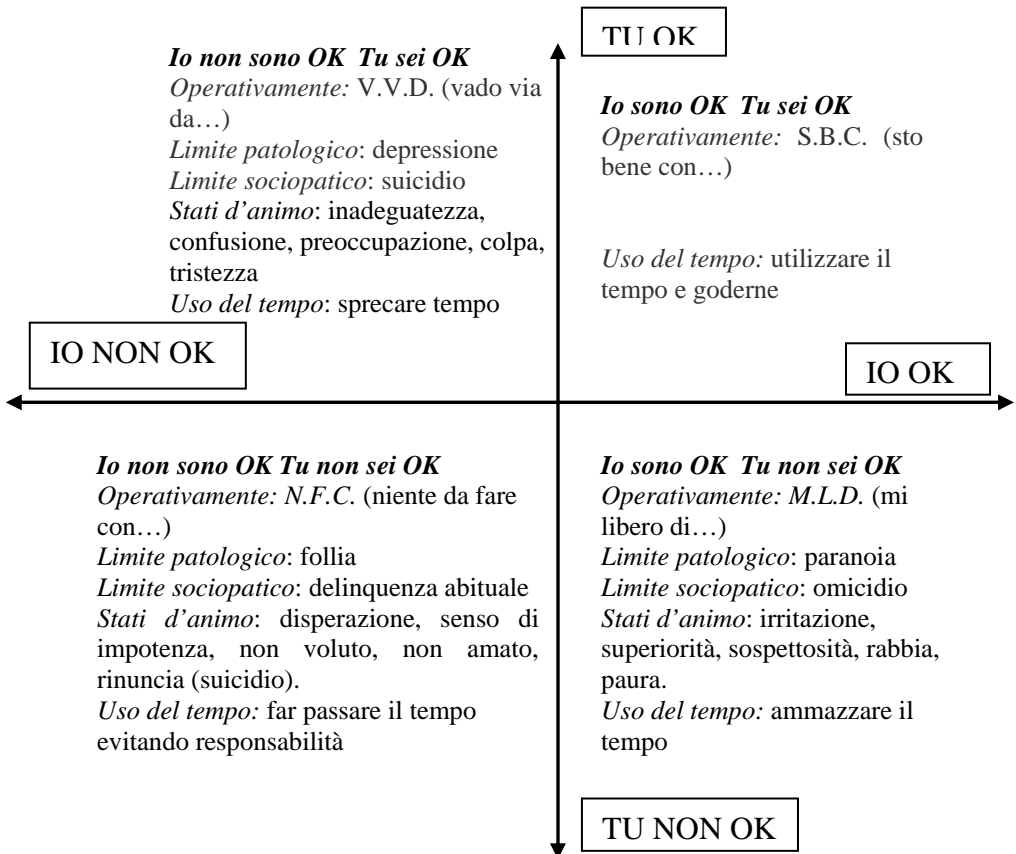 TU OK
Io non sono OK Tu sei OK
Operativamente: V.V.D. (vado via
da…)
Limite patologico: depressione
Limite sociopatico: suicidio
Stati d’animo: inadeguatezza,
confusione, preoccupazione, colpa,
tristezza
Uso del tempo: sprecare tempo
Io sono OK Tu sei OK
Operativamente: S.B.C. (sto
bene con…)
Uso del tempo: utilizzare il
tempo e goderne
IO NON OK
IO OK
Io non sono OK Tu non sei OK
Operativamente: N.F.C. (niente da fare
con…)
Limite patologico: follia
Limite sociopatico: delinquenza abituale
Stati d’animo: disperazione, senso di
impotenza, non voluto, non amato,
rinuncia (suicidio).
Uso del tempo: far passare il tempo
evitando responsabilità
Io sono OK Tu non sei OK
Operativamente: M.L.D. (mi
libero di…)
Limite patologico: paranoia
Limite sociopatico: omicidio
Stati d’animo: irritazione,
superiorità, sospettosità, rabbia,
paura.
Uso del tempo: ammazzare il
tempo
TU NON OK